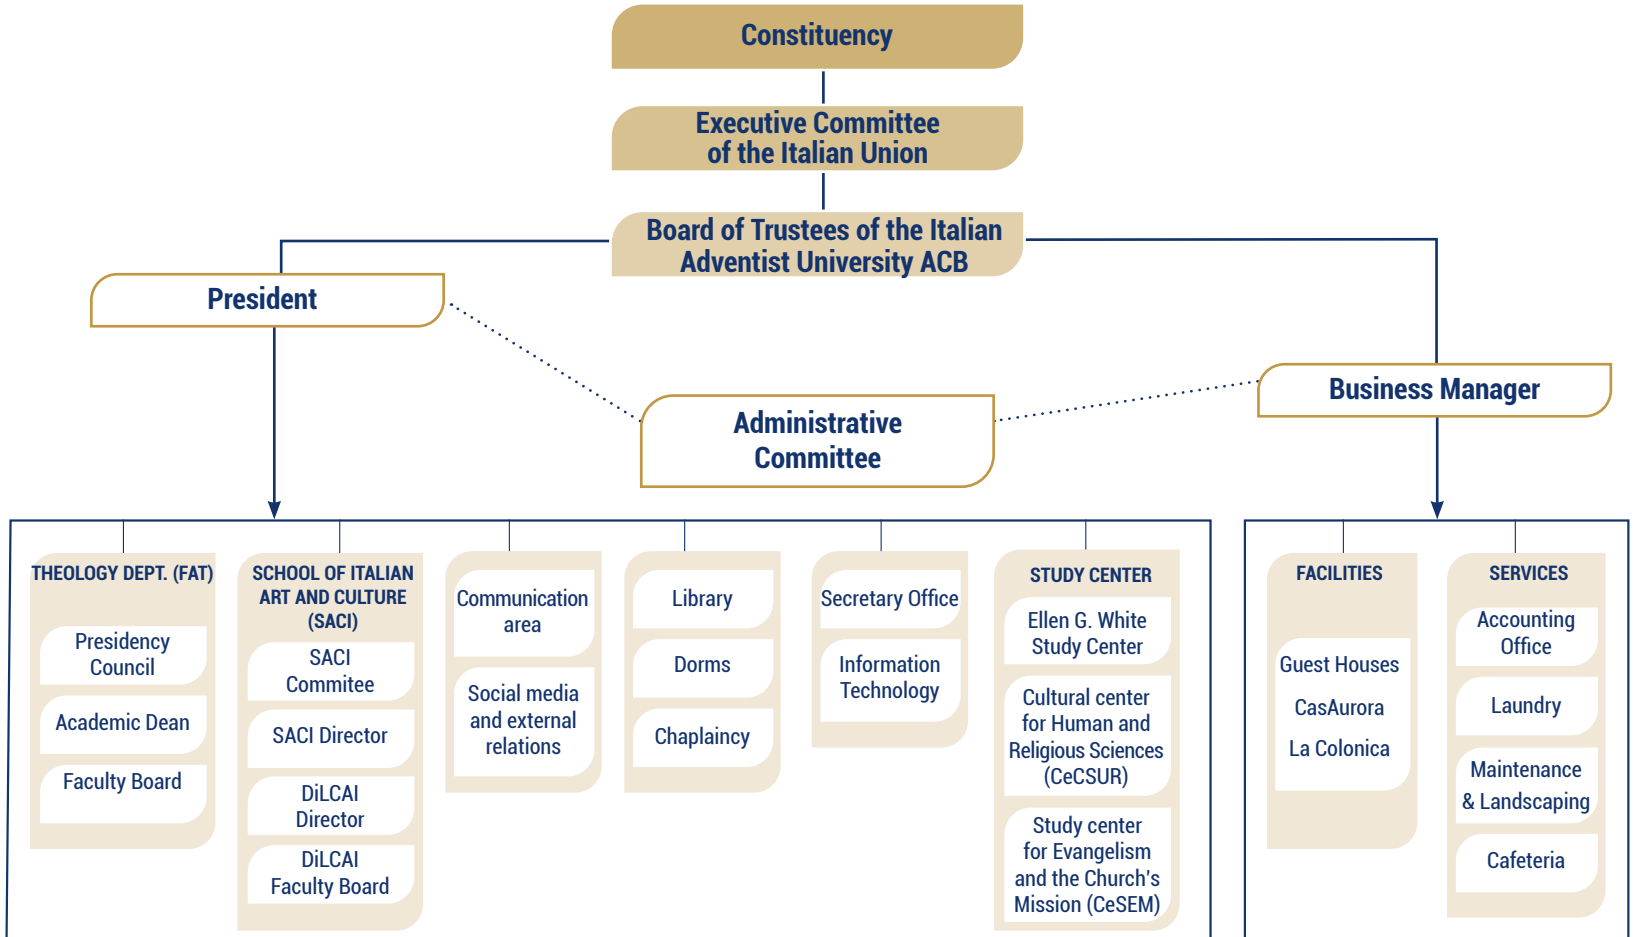 Constituency
Executive Committee
of the Italian Union
Board of Trustees of the Italian
Adventist University ACB
President
Business Manager
Administrative
Committee
THEOLOGY DEPT. (FAT)
Presidency
Council
Academic Dean
Faculty Board
SCHOOL OF ITALIAN
ART AND CULTURE
(SACI)
SACI
Commitee
SACI Director
DiLCAI
Director
DiLCAI
Faculty Board
Communication
area
Social media
and external
relations
Library
Dorms
Chaplaincy
Secretary Office
Information
Technology
STUDY CENTER
Ellen G. White
Study Center
Cultural center
for Human and
Religious Sciences
(CeCSUR)
Study center
for Evangelism
and the Church's
Mission (CeSEM)
FACILITIES
Guest Houses
CasAurora
La Colonica
SERVICES
Accounting
Office
Laundry
Maintenance
& Landscaping
Cafeteria